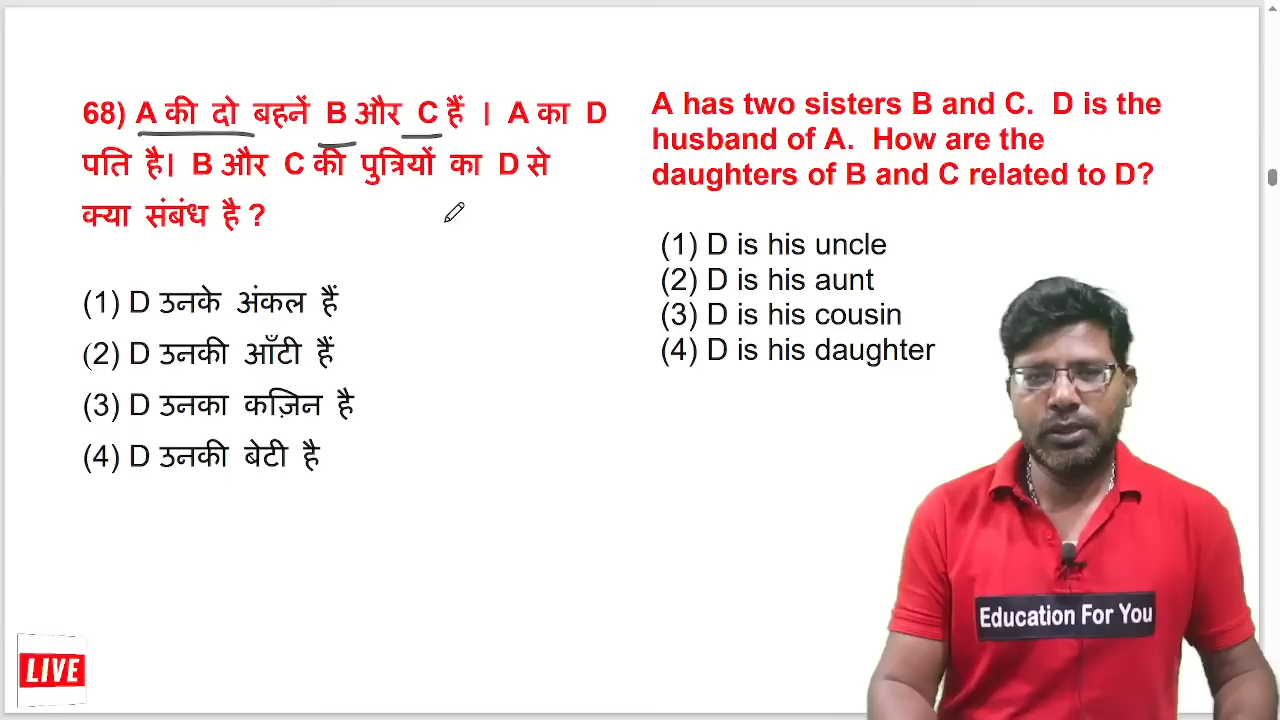 68) A की दो बहनें B और C हैं । A का D
पति है। B और C की पुत्रियों का D से
क्या संबंध है ?
(1) D उनके अंकल हैं
(2) D उनकी आँटी हैं
(3) D उनका कज़िन है
(4) D उनकी बेटी है
A has two sisters B and C. D is the
husband of A. How are the
daughters of B and C related to D?
(1) D is his uncle
(2) D is his aunt
(3) D is his cousin
(4) D is his daughter
Education For You
LIVE